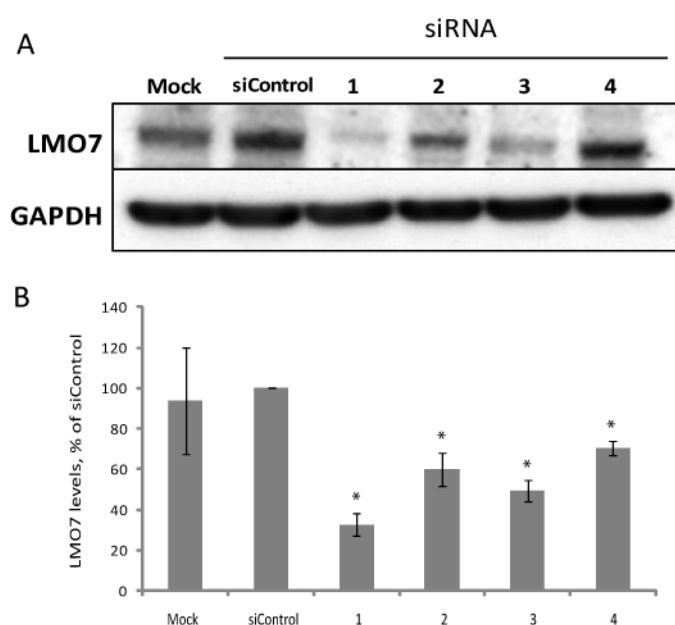 A
siRNA
Mock siControl 1 2 3 4
LMO7
GAPDH
B
LMO7 levels, % of siControl
140
120
100
80
60
40
20
0
*
*
*
*
Mock siControl 1 2 3 4